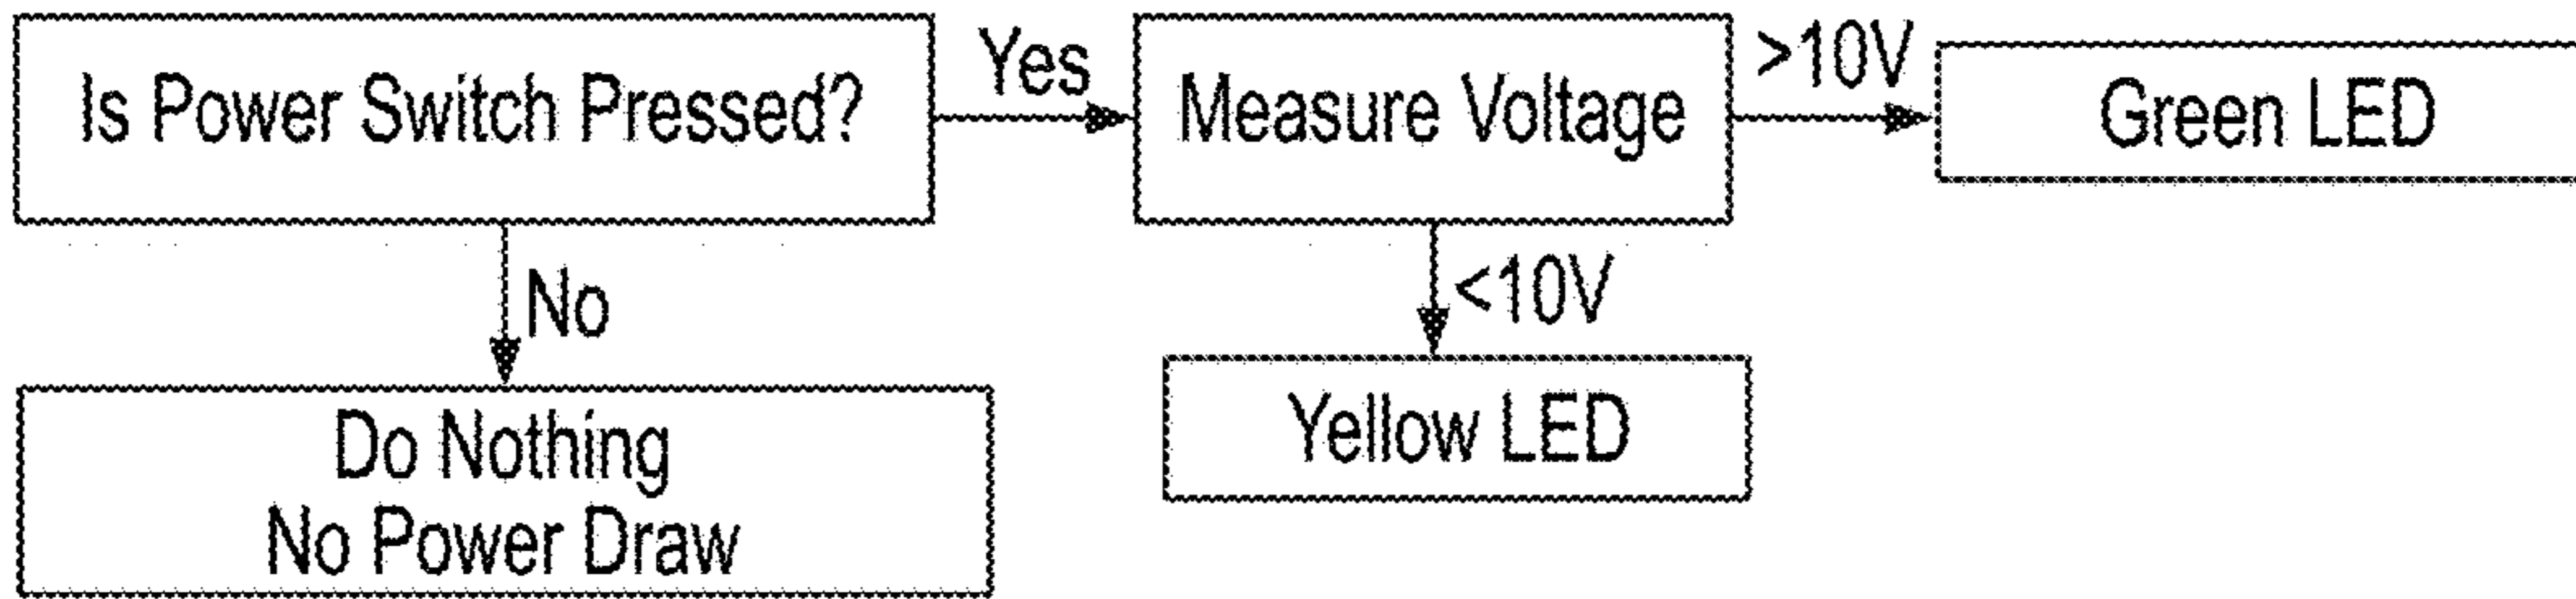 Is Power Switch Pressed?
Yes
Measure Voltage
>10V
Green LED
No
<10V
Yellow LED
Do Nothing
No Power Draw